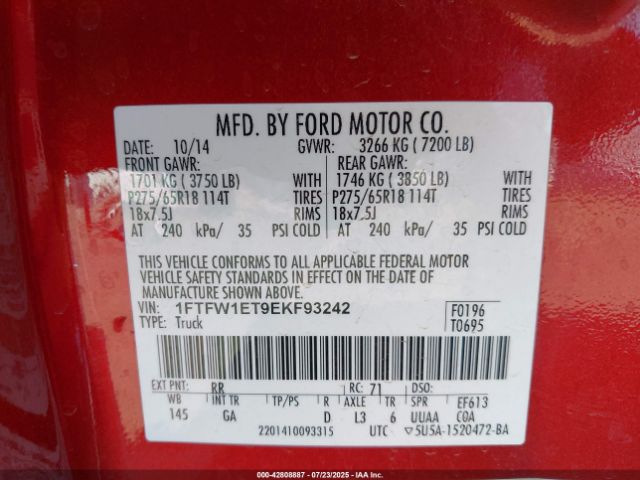 MFD. BY FORD MOTOR CO.
DATE: 10/14 GVWR: 3266 KG ( 7200 LB)
FRONT GAWR: REAR GAWR:
1701 KG ( 3750 LB) WITH 1746 KG ( 3850 LB) WITH
P275/65R18 114T TIRES P275/65R18 114T TIRES
18x7.5J RIMS 18x7.5J RIMS
AT 240 kPa/ 35 PSI COLD AT 240 kPa/ 35 PSI COLD
THIS VEHICLE CONFORMS TO ALL APPLICABLE FEDERAL MOTOR
VEHICLE SAFETY STANDARDS IN EFFECT ON THE DATE OF
MANUFACTURE SHOWN ABOVE.
VIN: 1FTFW1ET9EKF93242 F0196
TYPE: Truck T0695
EXT PNT: RR RC: 71 DSO:
WB INT TR TP/PS R AXLE TR SPR EF613
145 GA D L3 6 UUAA COA
2201410093315 UTC ▽5U5A-1520472-BA
© IAA - 42808887 - 07/23/2025 - IAAI.COM